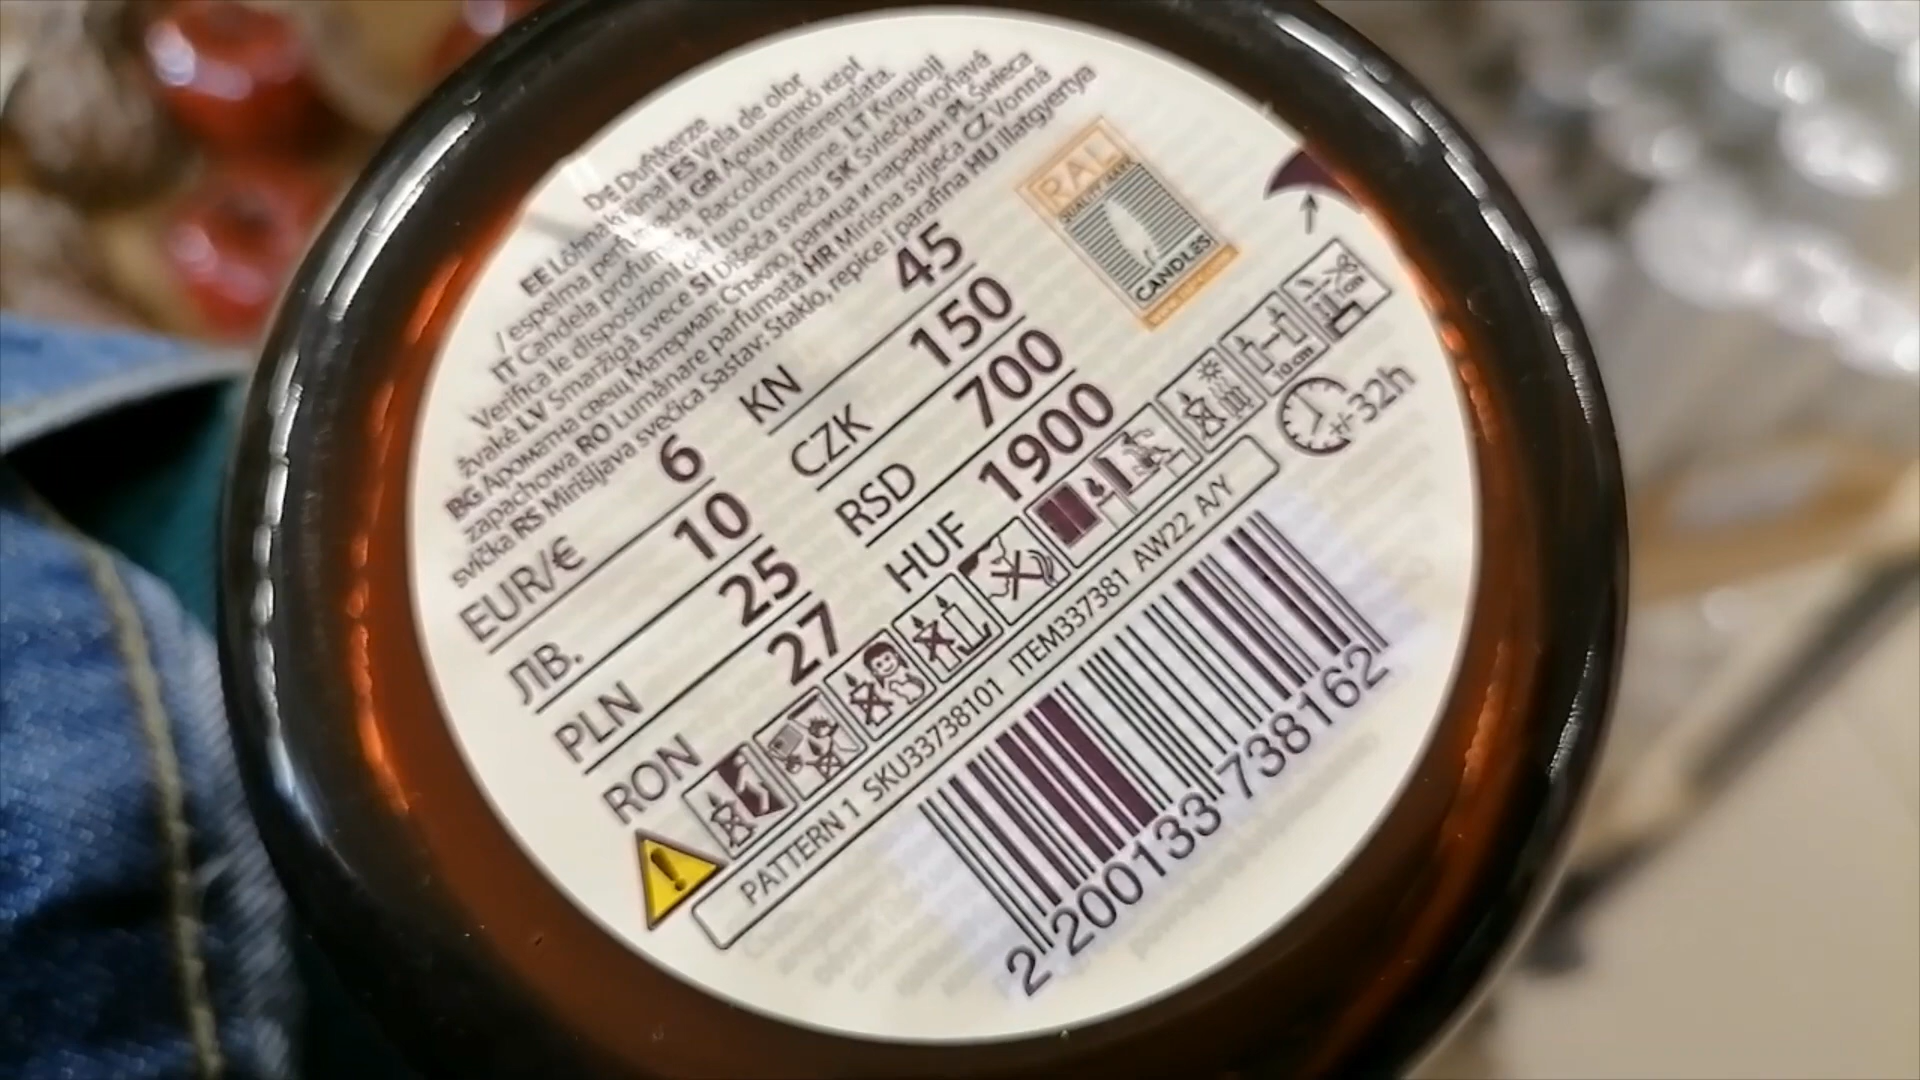 DE Duftkerze
EE Lõhnaküünal ES Vela de olor
/ espelma perfumada GR Αρωματικό κερί
IT Candela profumata. Raccolta differenziata.
Verifica le disposizioni del tuo commune. LT Kvapioji
žvakė LV Smaržīgā svece SI Dišeča sveča SK Sviečka voňavá
BG Ароматна свещ Материал: Стъкло, рапица и парафин PL Świeca
zapachowa RO Lumânare parfumată HR Mirisna svijeća CZ Vonná
svíčka RS Mirišljava svećica Sastav: Staklo, repice i parafina HU Illatgyertya
EUR/€ 6 KN 45
ЛВ. 10 CZK 150
PLN 25 RSD 700
RON 27 HUF 1900
RAL
QUALITY MARK
CANDLES
10 cm
+/-32h
PATTERN 1 SKU33738101 ITEM337381 AW22 A/Y
2 200133 738162